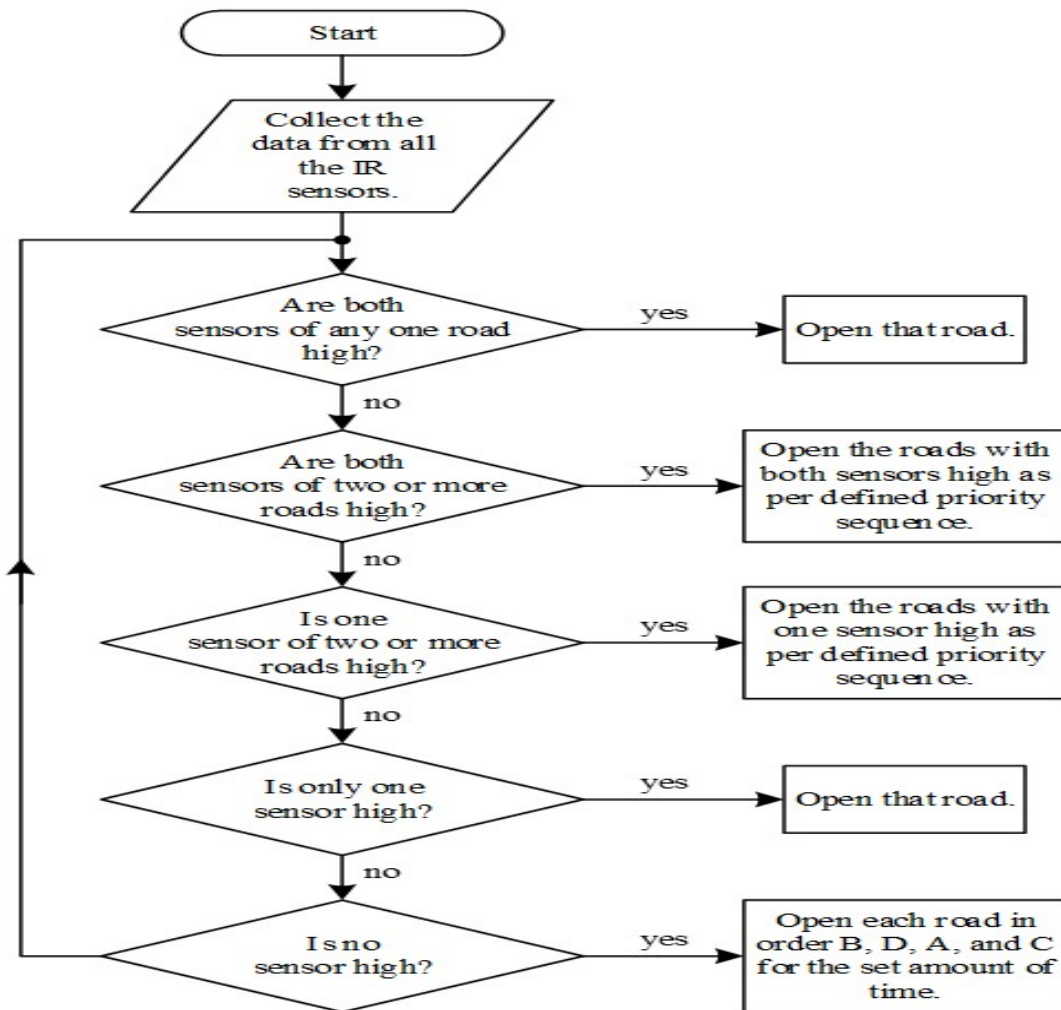 Start
Collect the
data from all
the IR
sensors.
Are both
sensors of any one road
high?
yes
Open that road.
no
Are both
sensors of two or more
roads high?
yes
Open the roads with
both sensors high as
per defined priority
sequence.
no
Is one
sensor of two or more
roads high?
yes
Open the roads with
one sensor high as
per defined priority
sequence.
no
Is only one
sensor high?
yes
Open that road.
no
Is no
sensor high?
yes
Open each road in
order B, D, A, and C
for the set amount of
time.